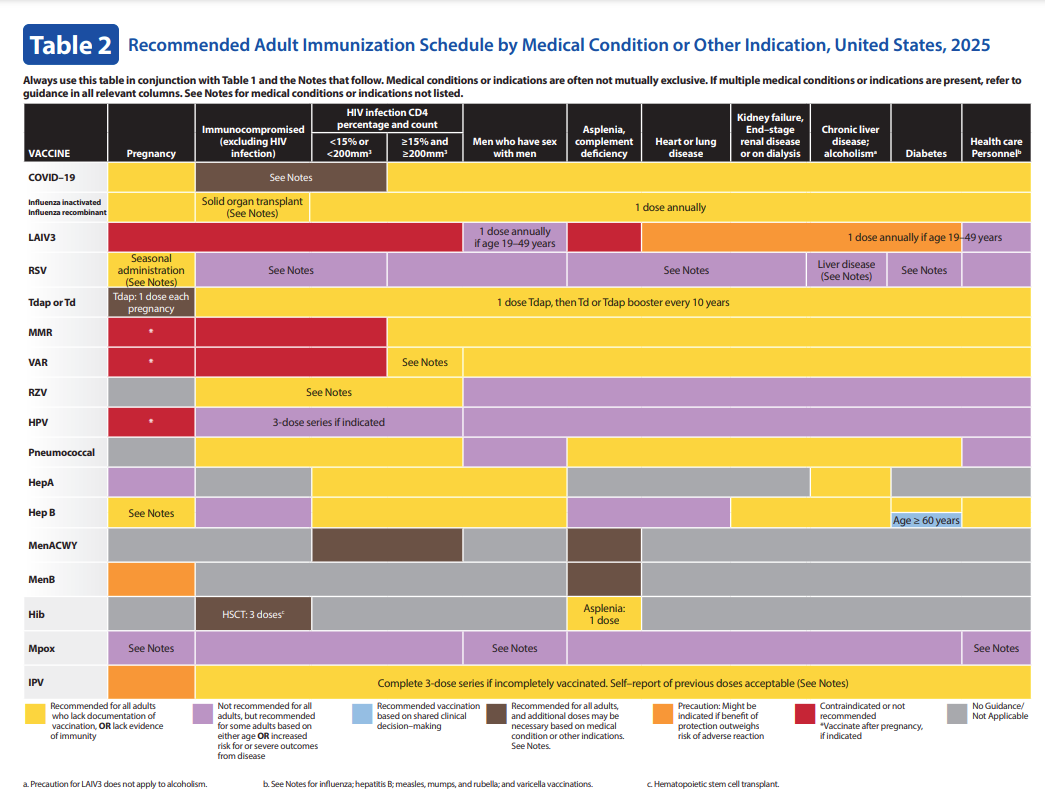 Table 2 Recommended Adult Immunization Schedule by Medical Condition or Other Indication, United States, 2025
Always use this table in conjunction with Table 1 and the Notes that follow. Medical conditions or indications are often not mutually exclusive. If multiple medical conditions or indications are present, refer to
guidance in all relevant columns. See Notes for medical conditions or indications not listed.
VACCINE
Pregnancy
Immunocompromised
(excluding HIV
infection)
HIV infection CD4
percentage and count
<15% or
<200mm³
≥15% and
≥200mm³
Men who have sex
with men
Asplenia,
complement
deficiency
Heart or lung
disease
Kidney failure,
End–stage
renal disease
or on dialysis
Chronic liver
disease;
alcoholismᵃ
Diabetes
Health care
Personnelᵇ
COVID–19
See Notes
Influenza inactivated
Influenza recombinant
Solid organ transplant
(See Notes)
1 dose annually
LAIV3
1 dose annually
if age 19–49 years
1 dose annually if age 19–49 years
RSV
Seasonal
administration
(See Notes)
See Notes
See Notes
Liver disease
(See Notes)
See Notes
Tdap or Td
Tdap: 1 dose each
pregnancy
1 dose Tdap, then Td or Tdap booster every 10 years
MMR
*
VAR
*
See Notes
RZV
See Notes
HPV
*
3-dose series if indicated
Pneumococcal
HepA
Hep B
See Notes
Age ≥ 60 years
MenACWY
MenB
Hib
HSCT: 3 dosesᶜ
Asplenia:
1 dose
Mpox
See Notes
See Notes
See Notes
IPV
Complete 3-dose series if incompletely vaccinated. Self–report of previous doses acceptable (See Notes)
Recommended for all adults
who lack documentation of
vaccination, OR lack evidence
of immunity
Not recommended for all
adults, but recommended
for some adults based on
either age OR increased
risk for or severe outcomes
from disease
Recommended vaccination
based on shared clinical
decision–making
Recommended for all adults,
and additional doses may be
necessary based on medical
condition or other indications.
See Notes.
Precaution: Might be
indicated if benefit of
protection outweighs
risk of adverse reaction
Contraindicated or not
recommended
*Vaccinate after pregnancy,
if indicated
No Guidance/
Not Applicable
a. Precaution for LAIV3 does not apply to alcoholism.
b. See Notes for influenza; hepatitis B; measles, mumps, and rubella; and varicella vaccinations.
c. Hematopoietic stem cell transplant.